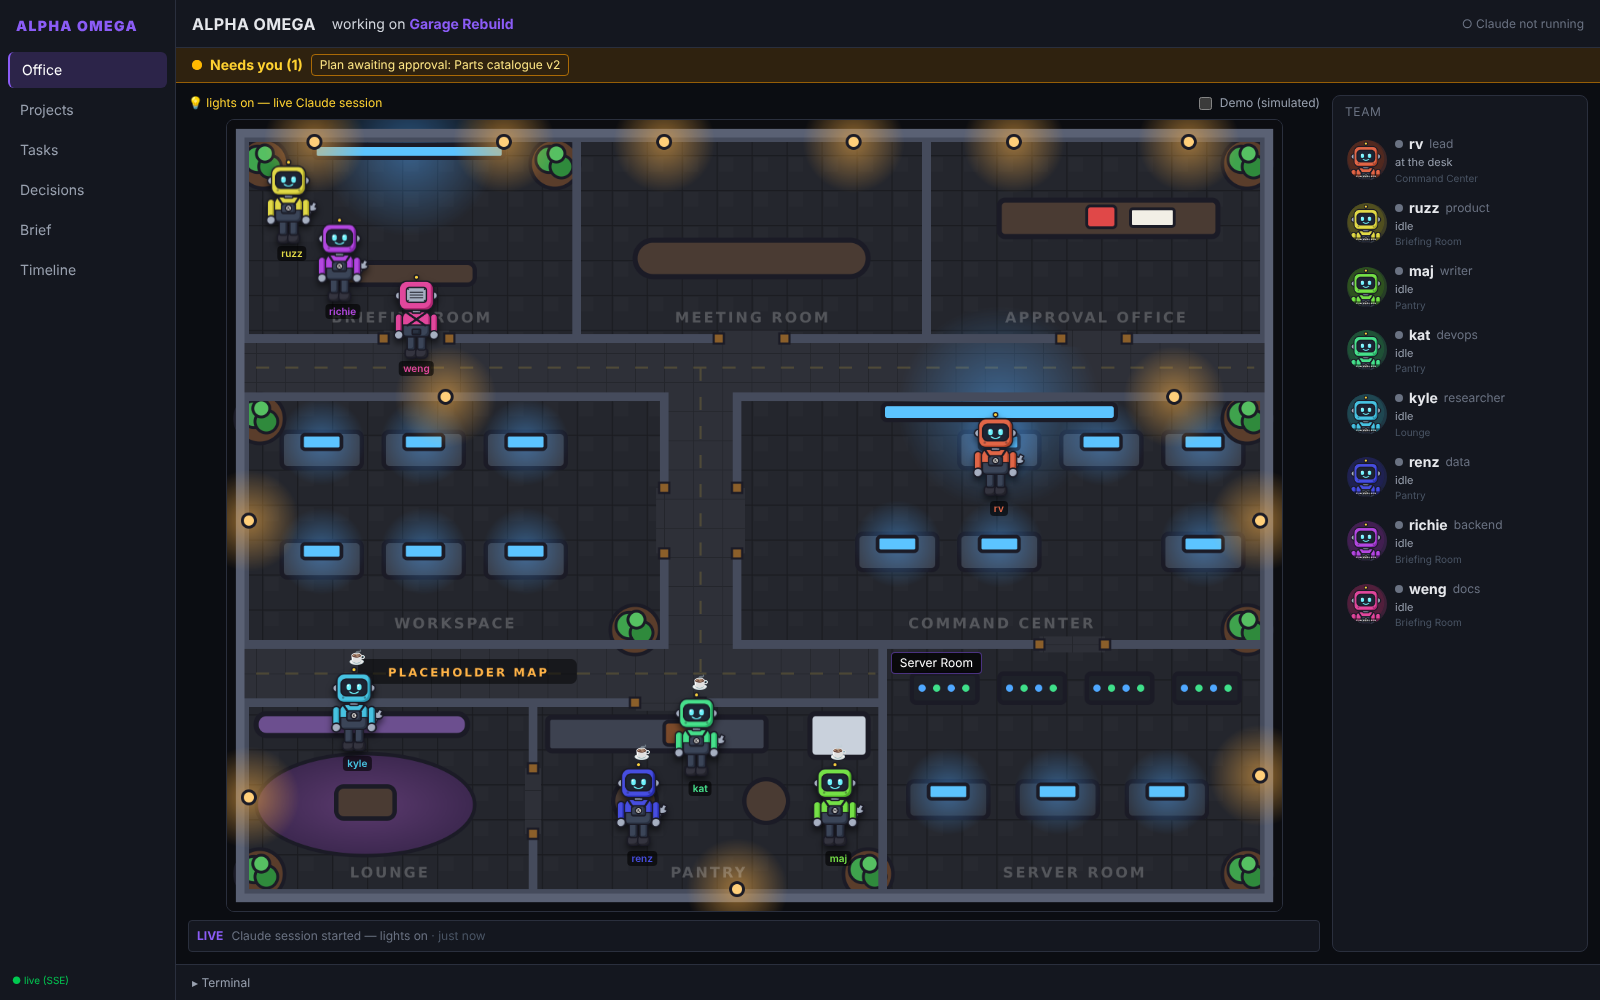 ALPHA OMEGA
Office
Projects
Tasks
Decisions
Brief
Timeline
live (SSE)
ALPHA OMEGA working on Garage Rebuild
Claude not running
Needs you (1) Plan awaiting approval: Parts catalogue v2
lights on — live Claude session
Demo (simulated)
ruzz
richie
BRIEFING ROOM
weng
MEETING ROOM
APPROVAL OFFICE
WORKSPACE
rv
COMMAND CENTER
PLACEHOLDER MAP
Server Room
kyle
kat
renz
maj
LOUNGE
PANTRY
SERVER ROOM
LIVE Claude session started — lights on · just now
▸ Terminal
TEAM
rv lead
at the desk
Command Center
ruzz product
idle
Briefing Room
maj writer
idle
Pantry
kat devops
idle
Pantry
kyle researcher
idle
Lounge
renz data
idle
Pantry
richie backend
idle
Briefing Room
weng docs
idle
Briefing Room